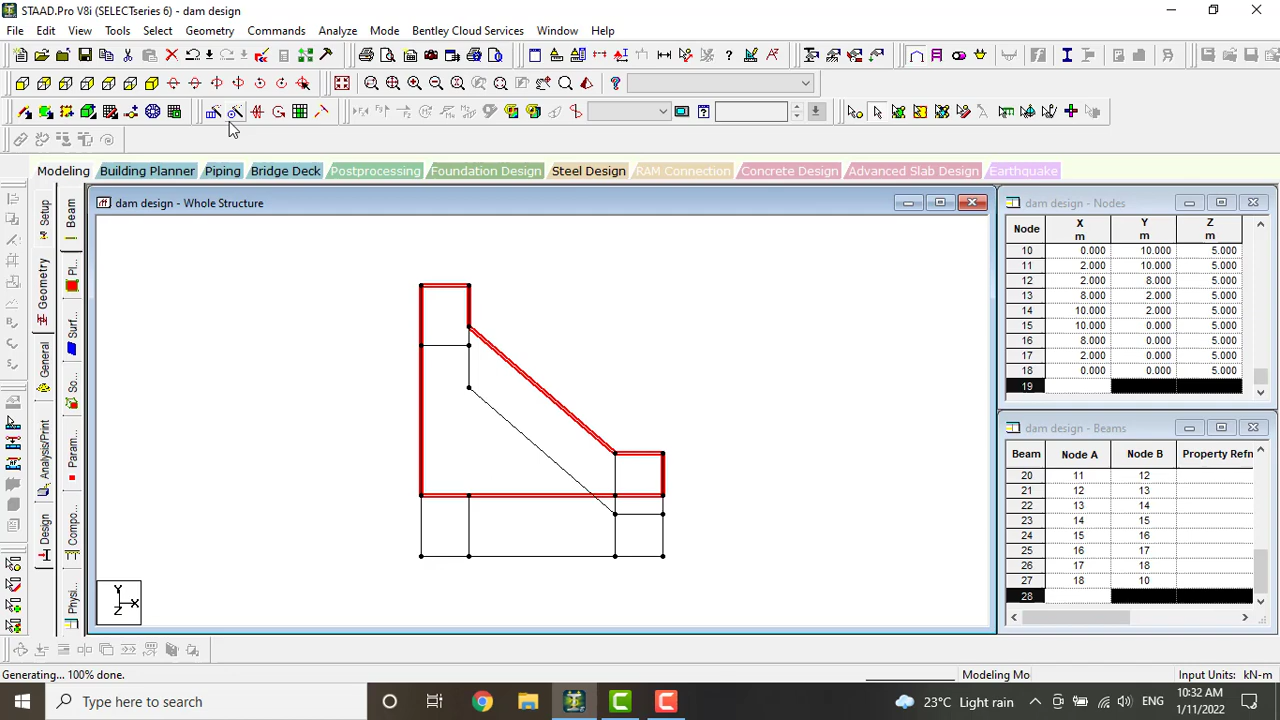 STAAD.Pro V8i (SELECTseries 6) - dam design
File Edit View Tools Select Geometry Commands Analyze Mode Bentley Cloud Services Window Help
Modeling Building Planner Piping Bridge Deck Postprocessing Foundation Design Steel Design RAM Connection Concrete Design Advanced Slab Design Earthquake
Setup
Geometry
General
Analysis/Print
Design
Beam
Pl...
Surf...
So...
Param...
Compo...
Physi...
dam design - Whole Structure
Y
X
Z
dam design - Nodes
Node X m Y m Z m
10 0.000 10.000 5.000
11 2.000 10.000 5.000
12 2.000 8.000 5.000
13 8.000 2.000 5.000
14 10.000 2.000 5.000
15 10.000 0.000 5.000
16 8.000 0.000 5.000
17 2.000 0.000 5.000
18 0.000 0.000 5.000
19
dam design - Beams
Beam Node A Node B Property Refn
20 11 12
21 12 13
22 13 14
23 14 15
24 15 16
25 16 17
26 17 18
27 18 10
28
Generating... 100% done.
Modeling Mo
Input Units: kN-m
Type here to search
23°C Light rain
ENG
10:32 AM
1/11/2022